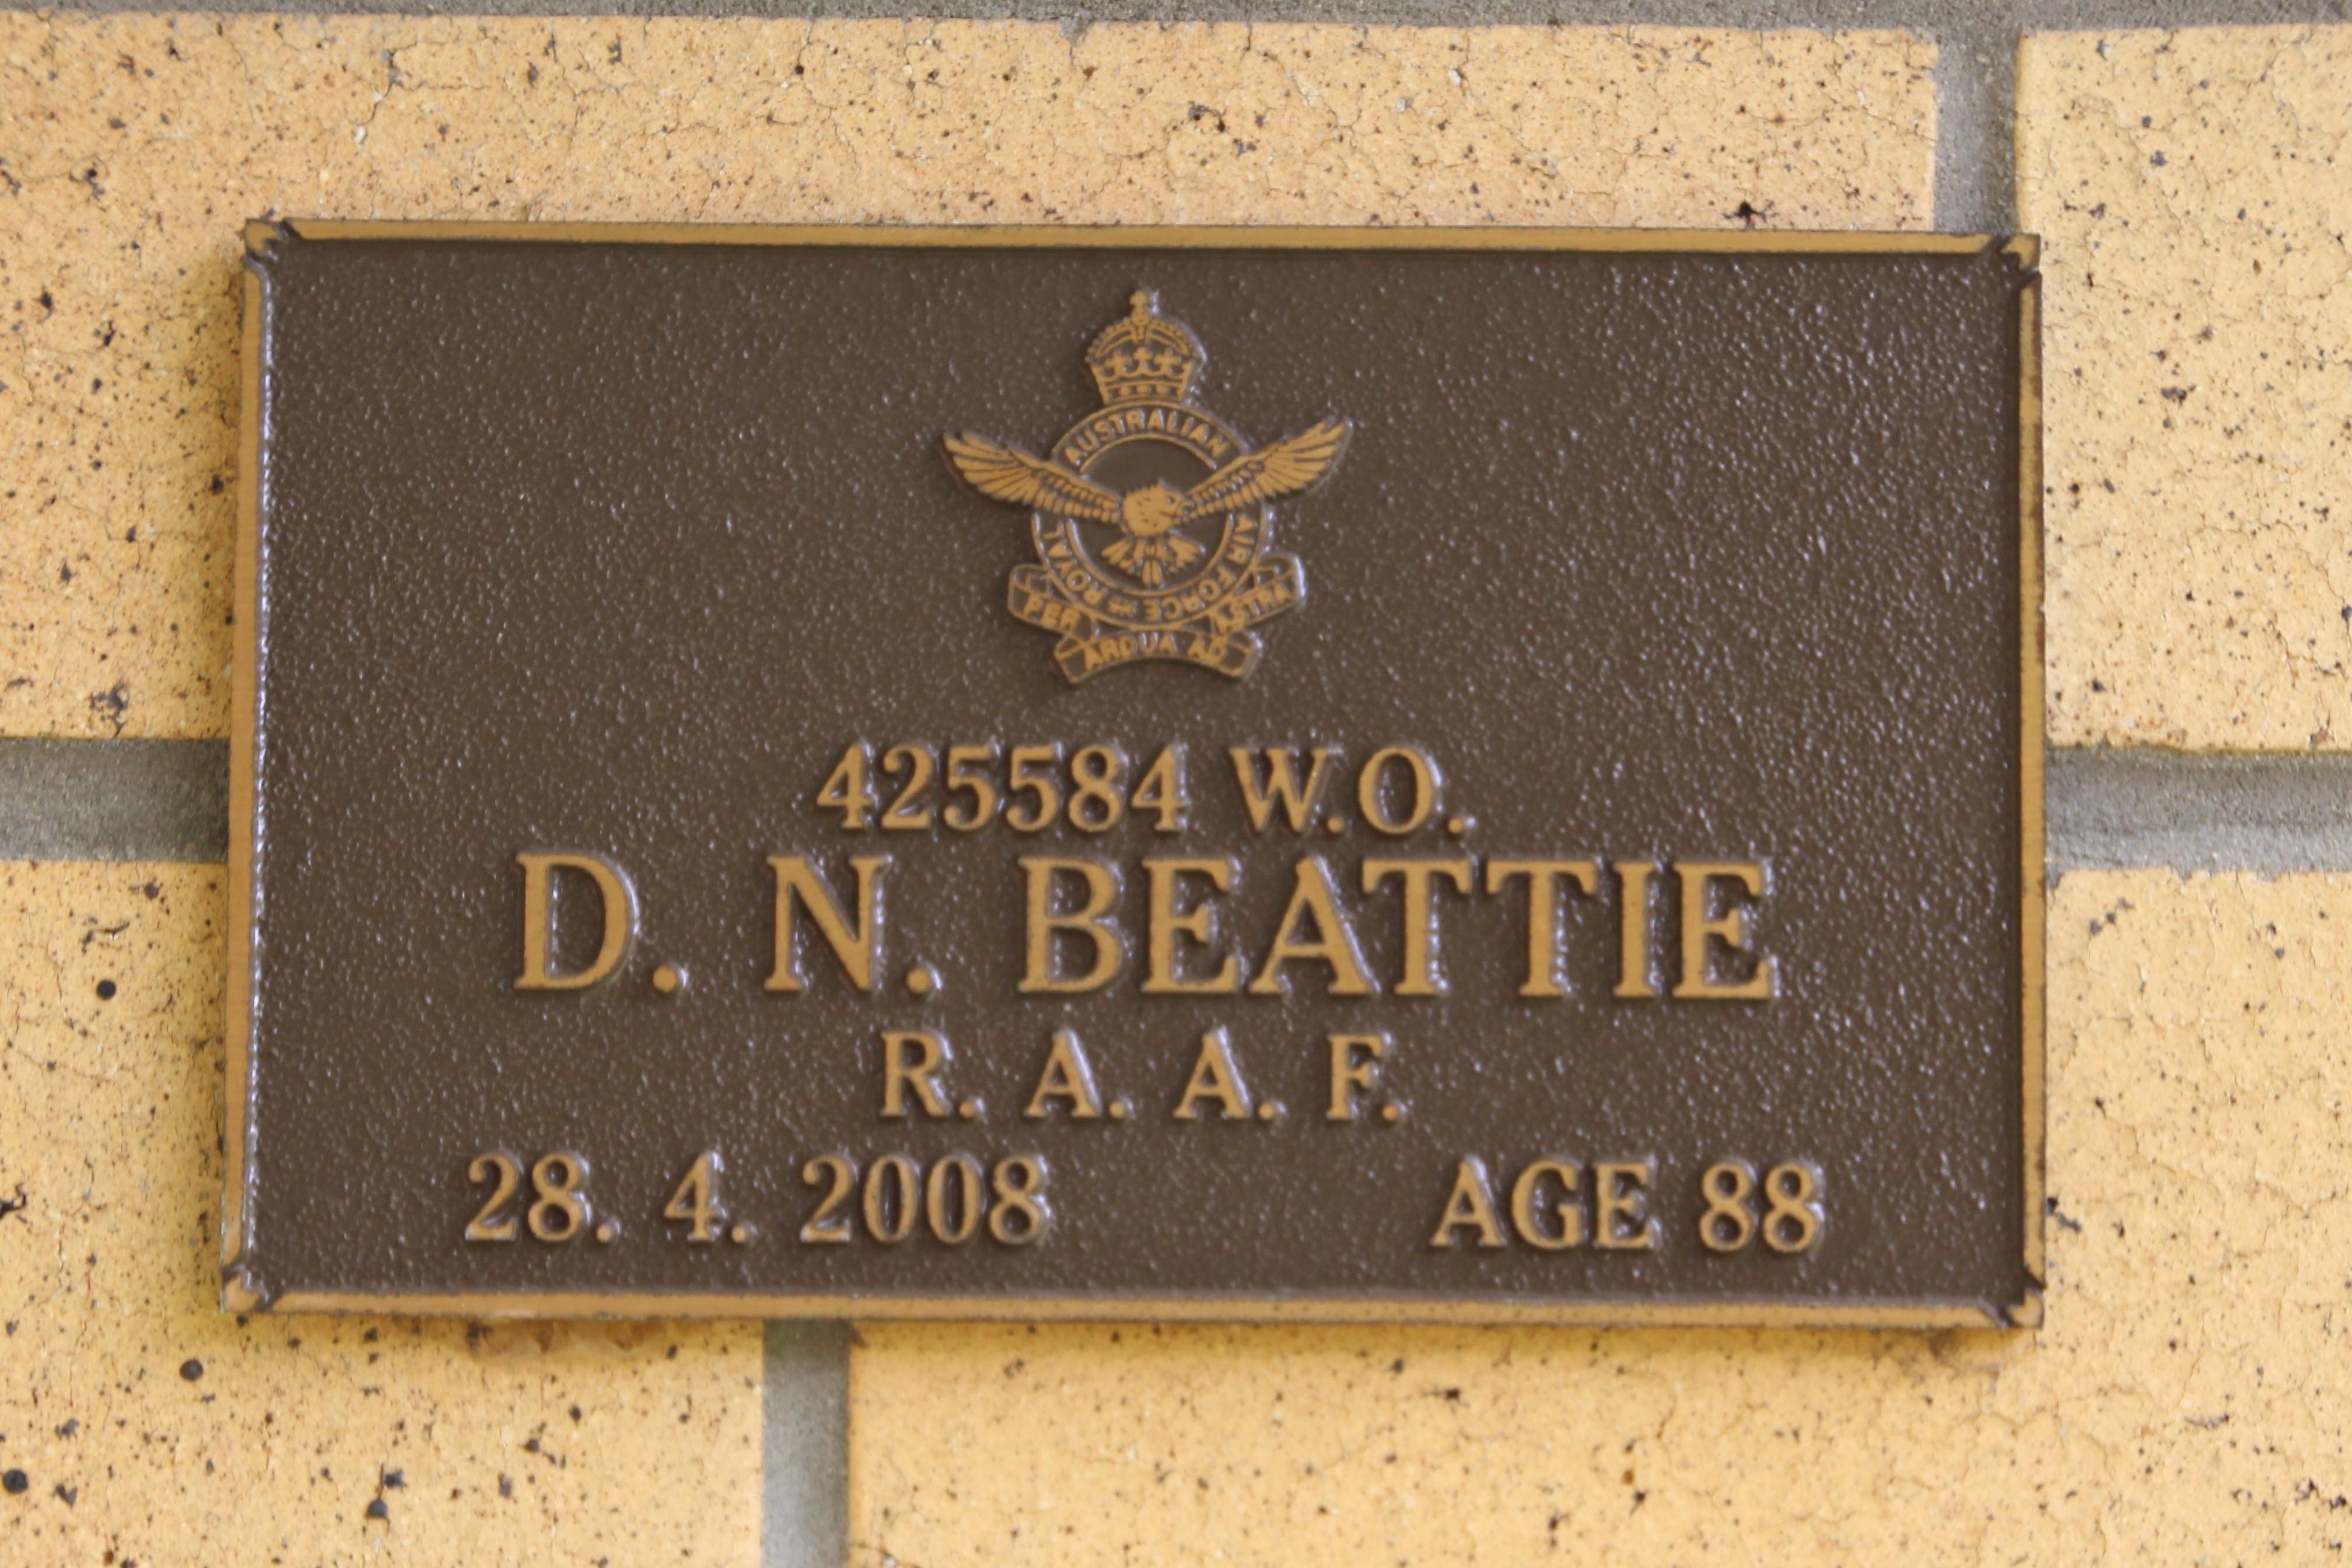 ROYAL AUSTRALIAN AIR FORCE
PER ARDUA AD ASTRA
425584 W.O.
D. N. BEATTIE
R. A. A. F.
28. 4. 2008 AGE 88